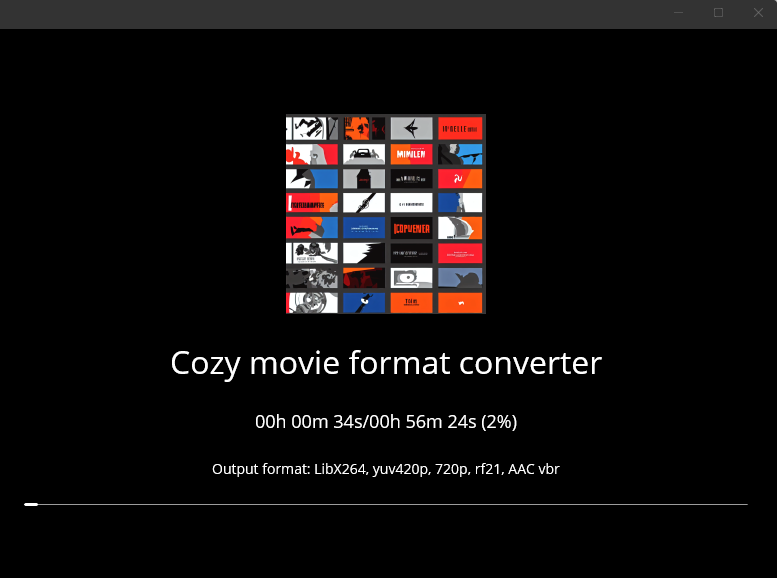 MIMILEM
Cozy movie format converter
00h 00m 34s/00h 56m 24s (2%)
Output format: LibX264, yuv420p, 720p, rf21, AAC vbr